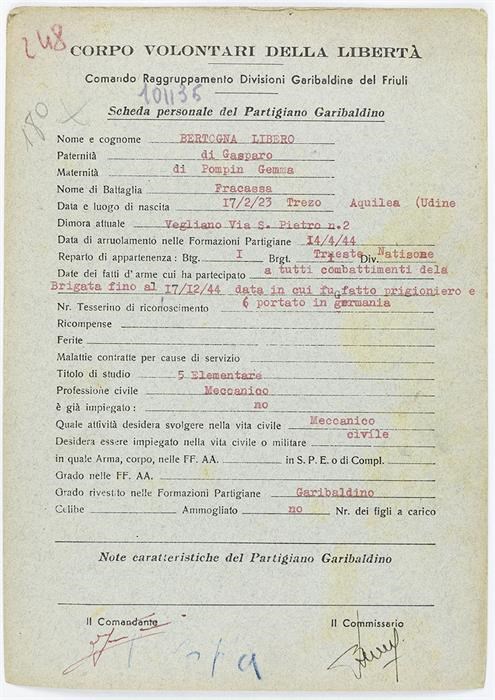 248
CORPO VOLONTARI DELLA LIBERTÀ
Comando Raggruppamento Divisioni Garibaldine del Friuli
101135
180
Scheda personale del Partigiano Garibaldino
Nome e cognome BERTOGNA LIBERO
Paternità di Gasparo
Maternità di Pompin Gemma
Nome di Battaglia Fracassa
Data e luogo di nascita 17/2/23 Trezo Aquilea (Udine
Dimora attuale Vegliano Via S. Pietro n.2
Data di arruolamento nelle Formazioni Partigiane 14/4/44
Reparto di appartenenza : Btg. I Brgt. Trieste Div. Natisone
Date dei fatti d'arme cui ha partecipato a tutti combattimenti dela
Brigata fino al 17/12/44 data in cui fu fatto prigioniero e
Nr. Tesserino di riconoscimento 6 portato in germania
Ricompense
Ferite
Malattie contratte per cause di servizio
Titolo di studio 5 Elementare
Professione civile Meccanico
è già impiegato : no
Quale attività desidera svolgere nella vita civile Meccanico
Desidera essere impiegato nella vita civile o militare civile
in quale Arma, corpo, nelle FF. AA. in S. P. E. o di Compl.
Grado nelle FF. AA.
Grado rivestito nelle Formazioni Partigiane Garibaldino
Celibe Ammogliato no Nr. dei figli a carico
Note caratteristiche del Partigiano Garibaldino
Il Comandante Il Commissario